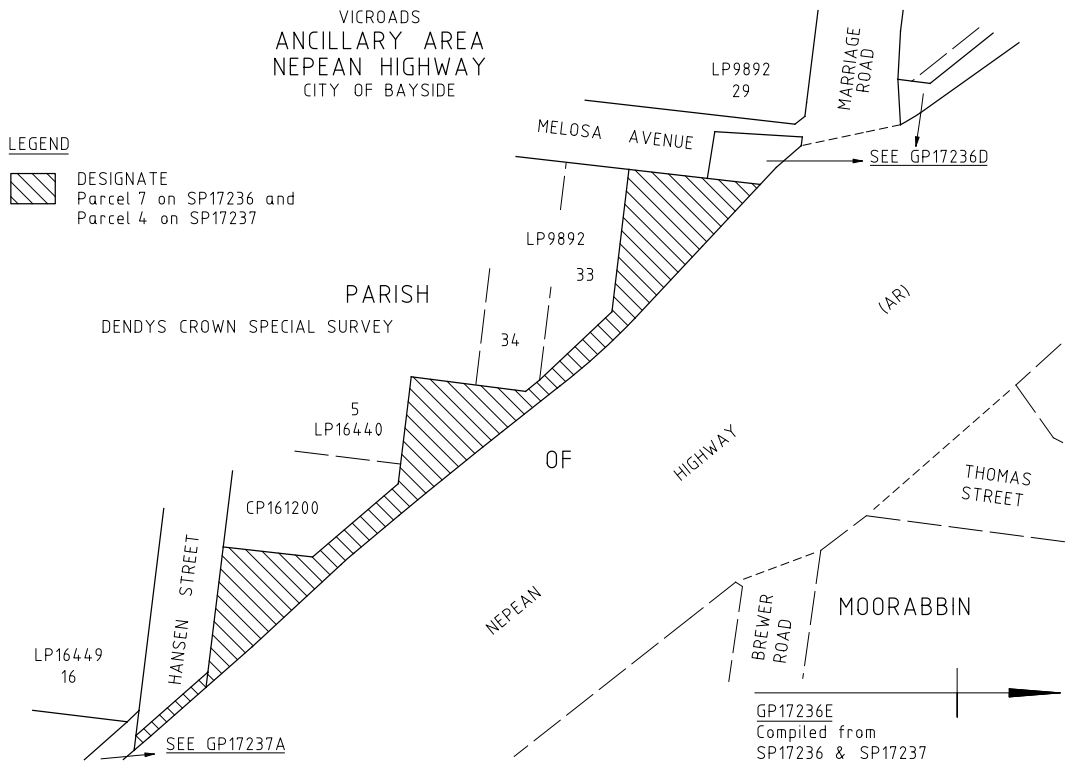 VICROADS
ANCILLARY AREA
NEPEAN HIGHWAY
CITY OF BAYSIDE
LP9892
29
MARRIAGE
ROAD
MELOSA AVENUE
SEE GP17236D
LEGEND
DESIGNATE
Parcel 7 on SP17236 and
Parcel 4 on SP17237
LP9892
33
PARISH
(AR)
DENDYS CROWN SPECIAL SURVEY
34
5
LP16440
OF
HIGHWAY
THOMAS
STREET
CP161200
HANSEN STREET
NEPEAN
MOORABBIN
BREWER
ROAD
LP16449
16
SEE GP17237A
GP17236E
Compiled from
SP17236 & SP17237